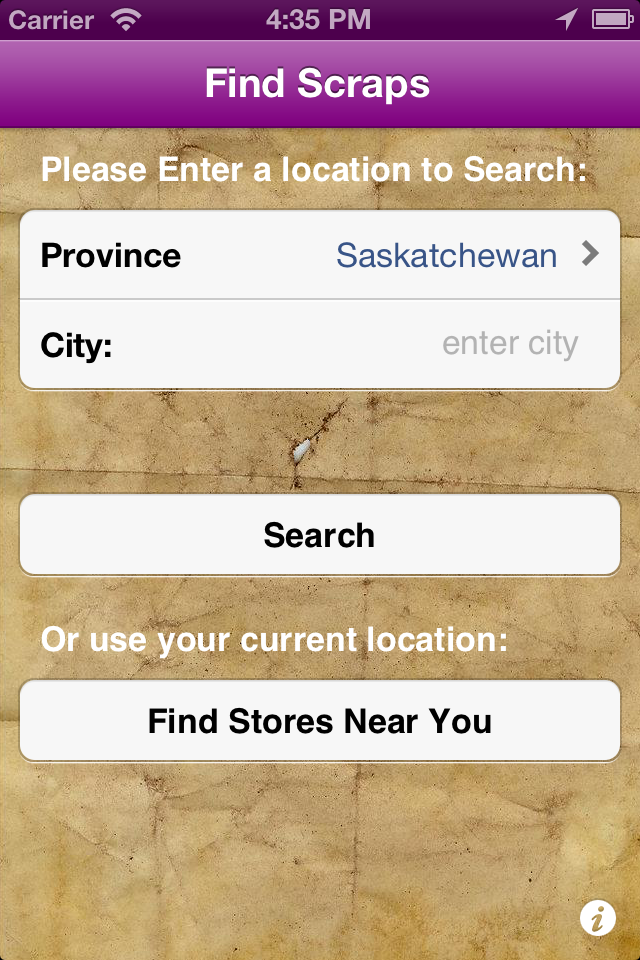 Carrier 4:35 PM
Find Scraps
Please Enter a location to Search:
Province Saskatchewan
City: enter city
Search
Or use your current location:
Find Stores Near You
i